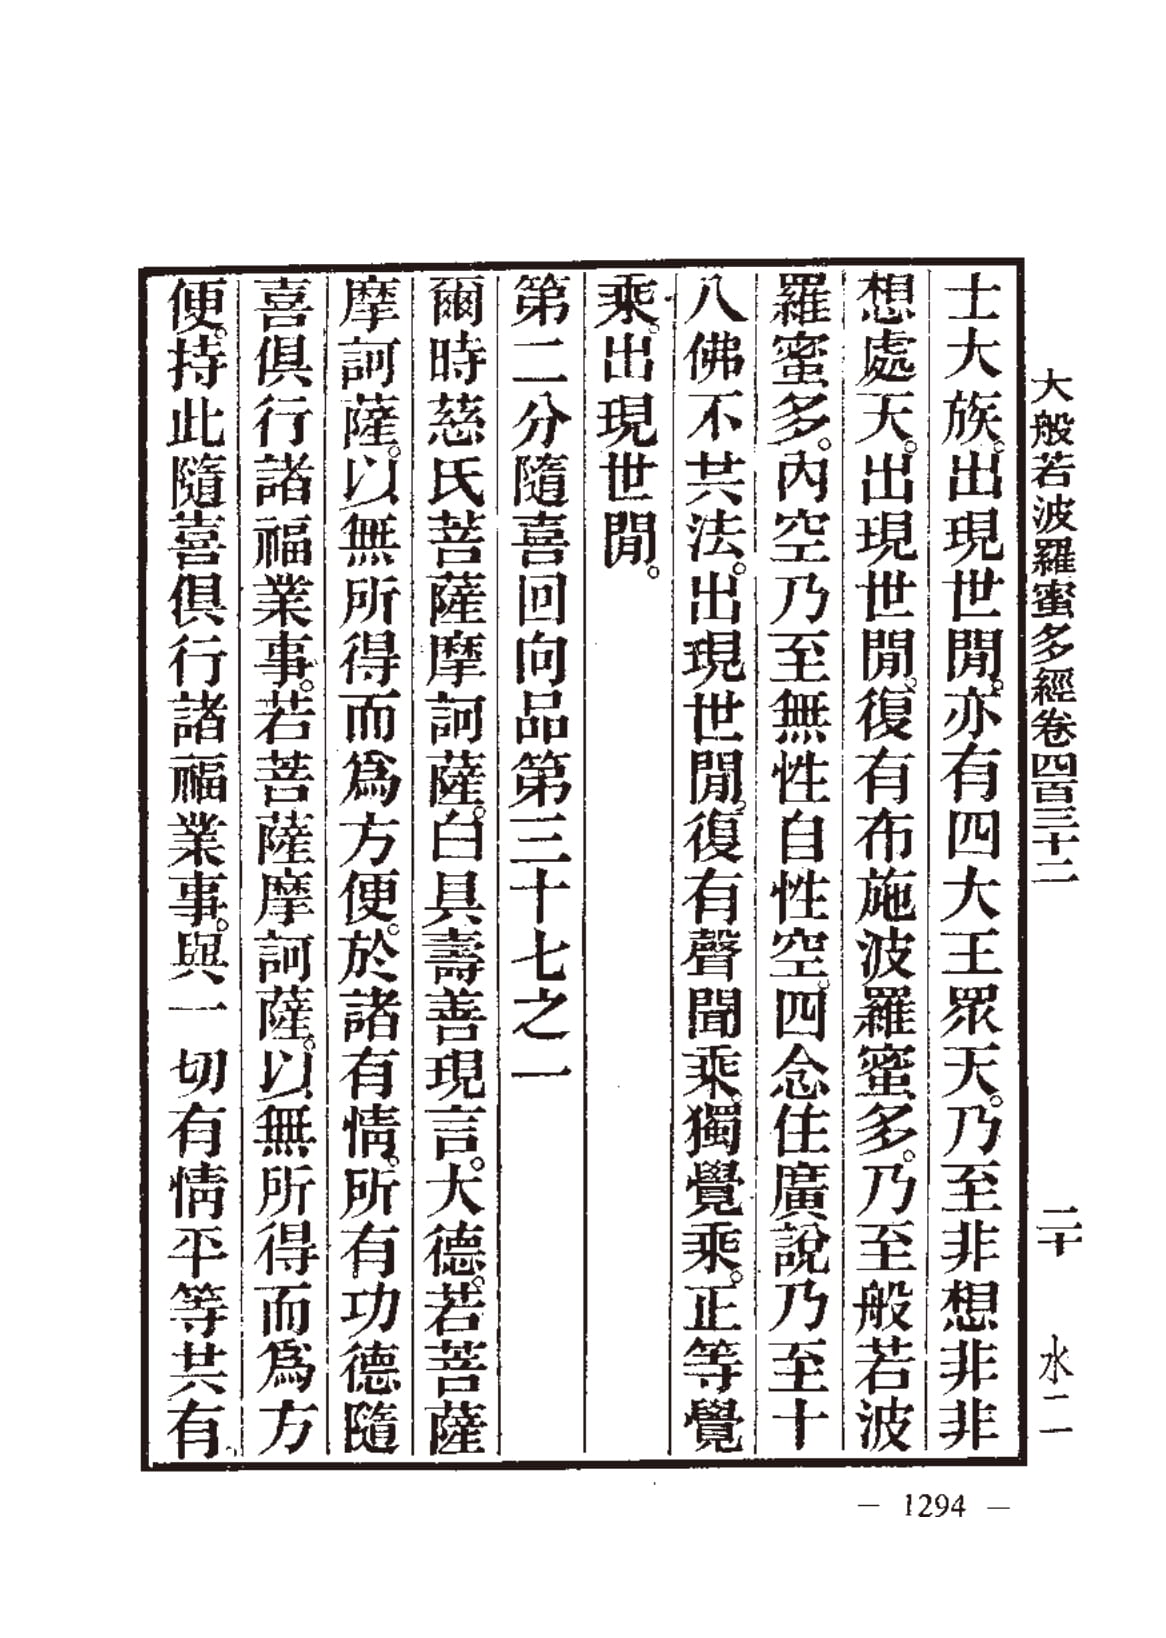 大般若波羅蜜多經卷四百三十二　二十　水二
士大族。出現世閒。亦有四大王眾天。乃至非想非非
想處天。出現世閒。復有布施波羅蜜多。乃至般若波
羅蜜多。內空乃至無性自性空。四念住廣說乃至十
八佛不共法。出現世閒。復有聲聞乘。獨覺乘。正等覺
乘。出現世閒。
第二分隨喜回向品第三十七之一
爾時慈氏菩薩摩訶薩。白具壽善現言。大德。若菩薩
摩訶薩。以無所得而為方便。於諸有情。所有功德隨
喜俱行諸福業事。若菩薩摩訶薩。以無所得而為方
便。持此隨喜俱行諸福業事。與一切有情平等共有。
— 1294 —